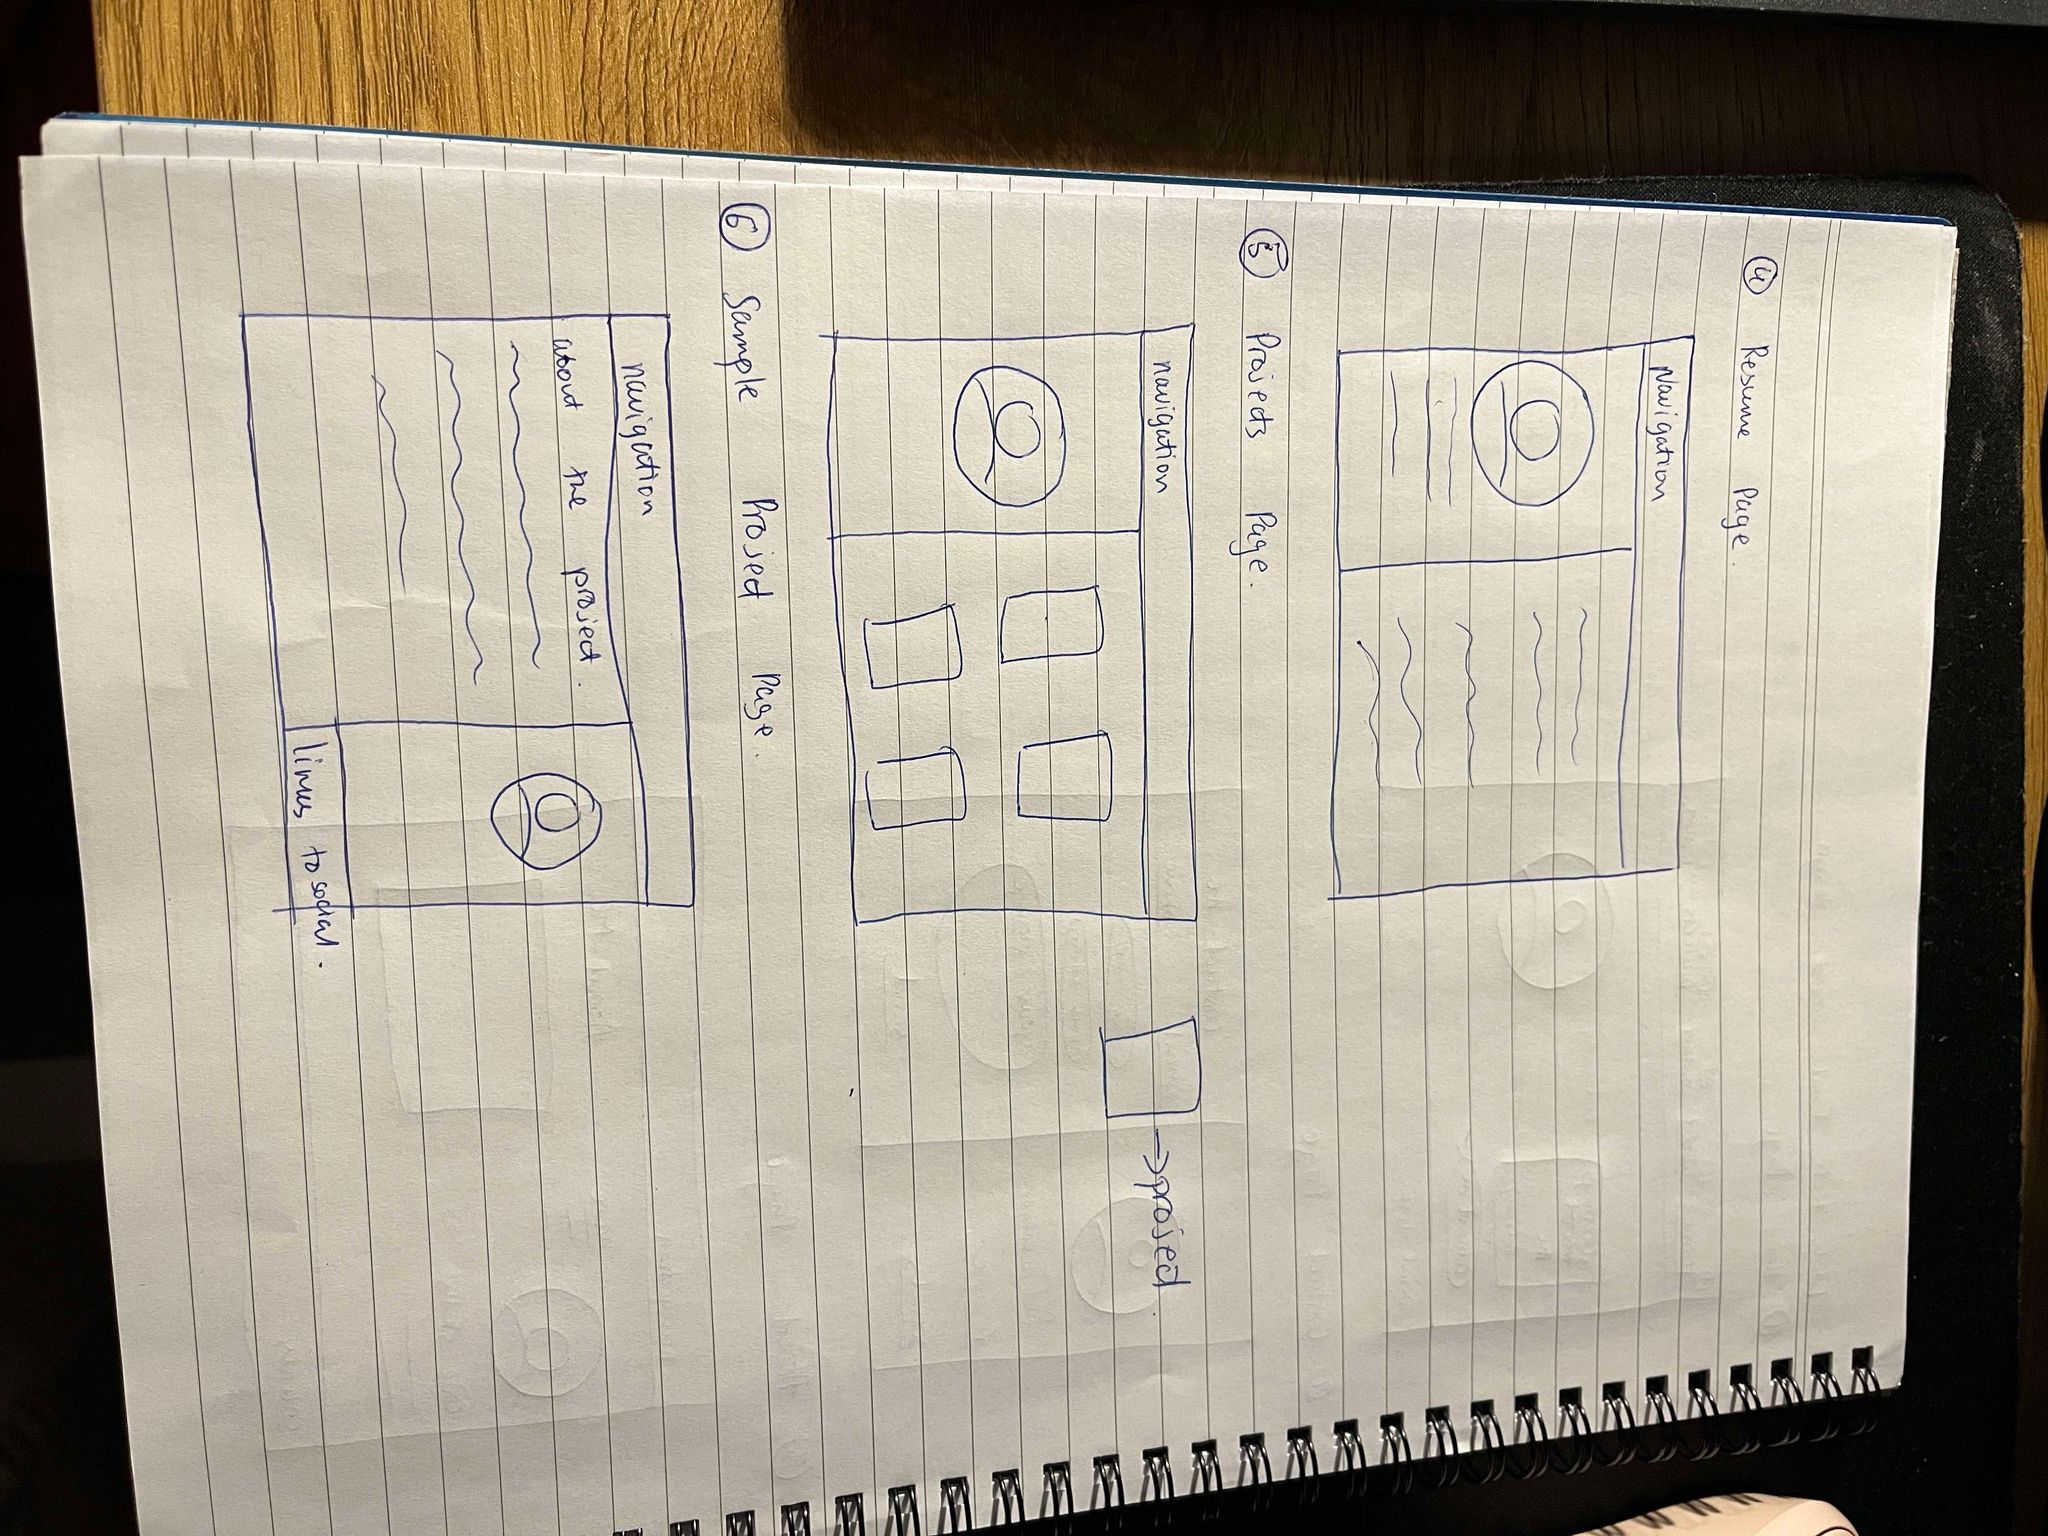 4 Resume Page.
Navigation
5 Projects Page.
navigation
→project.
6 Sample Project Page.
navigation
about the project.
links to social.